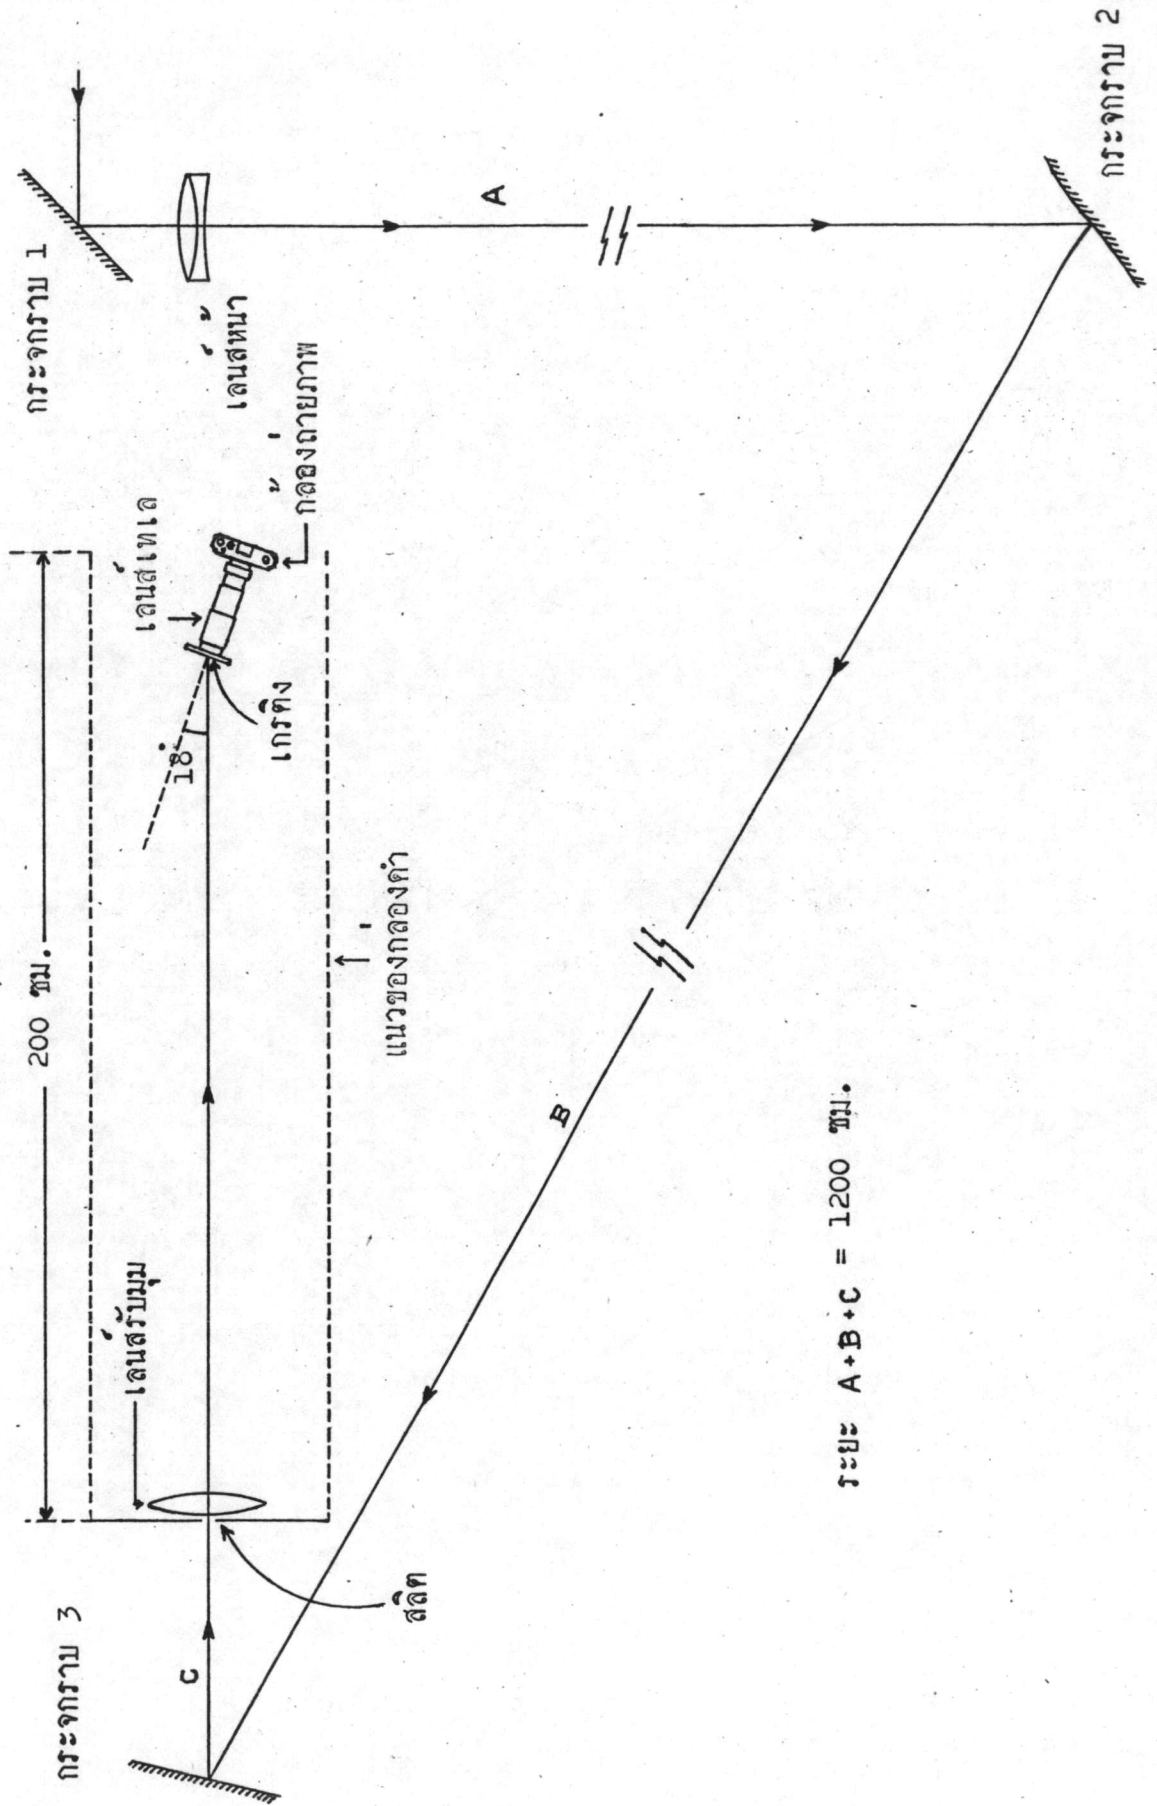 กระจกราบ 1
เลนส์หน้า
A
กระจกราบ 2
เลนส์เทเล
กล้องถ่ายภาพ
18°
เกรติง
200 ซม.
แนวของกล่องดำ
B
เลนส์รับมุม
สลิต
C
กระจกราบ 3
ระยะ A+B+C = 1200 ซม.